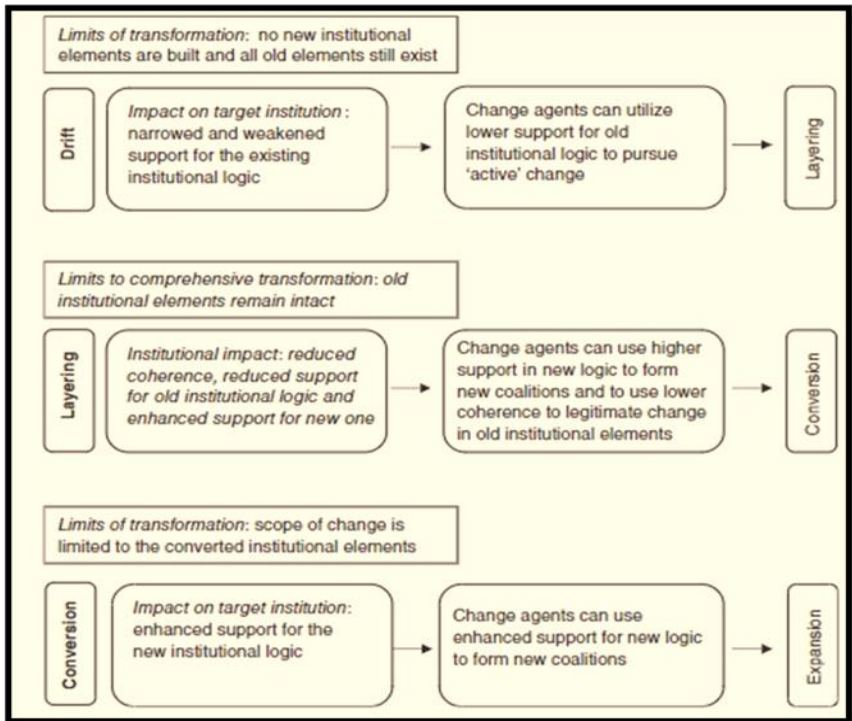 Limits of transformation: no new institutional
elements are built and all old elements still exist
Drift
Impact on target institution :
narrowed and weakened
support for the existing
institutional logic
Change agents can utilize
lower support for old
institutional logic to pursue
‘active’ change
Layering
Limits to comprehensive transformation: old
institutional elements remain intact
Layering
Institutional impact: reduced
coherence, reduced support
for old institutional logic and
enhanced support for new one
Change agents can use higher
support in new logic to form
new coalitions and to use lower
coherence to legitimate change
in old institutional elements
Conversion
Limits of transformation: scope of change is
limited to the converted institutional elements
Conversion
Impact on target institution:
enhanced support for the
new institutional logic
Change agents can use
enhanced support for new logic
to form new coalitions
Expansion